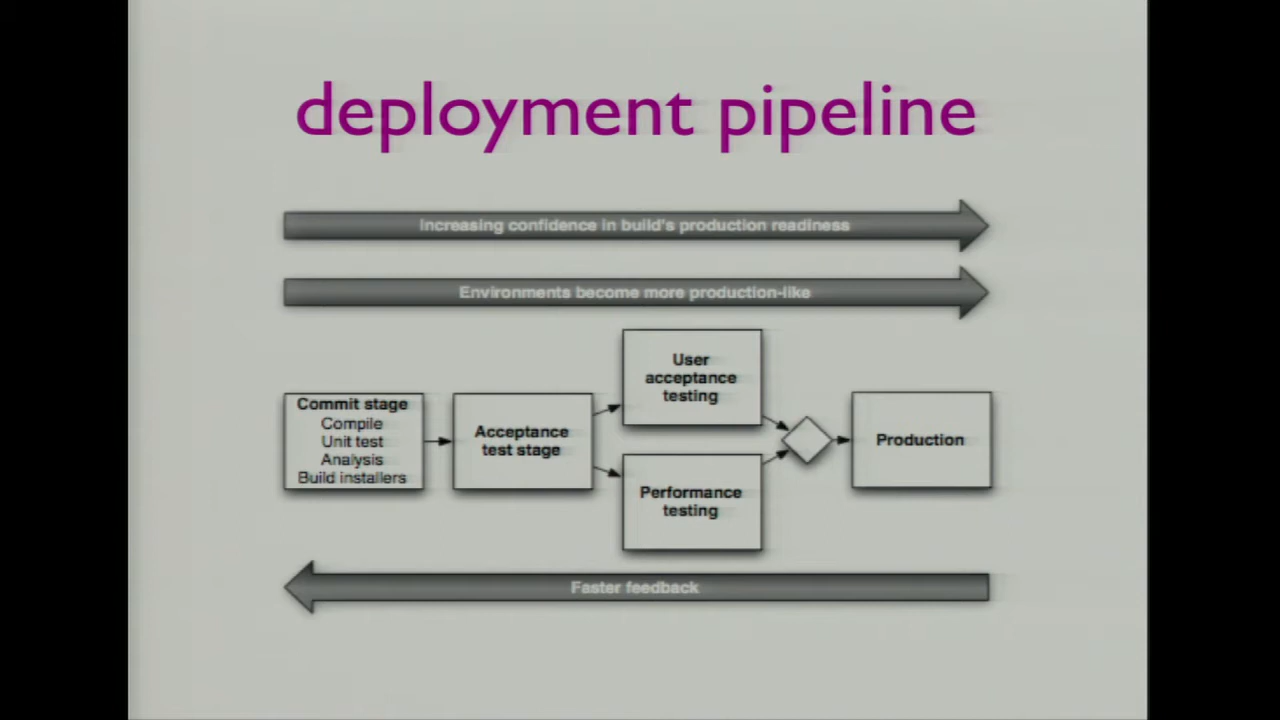 deployment pipeline
Increasing confidence in build's production readiness
Environments become more production-like
Commit stage
Compile
Unit test
Analysis
Build installers
Acceptance
test stage
User
acceptance
testing
Performance
testing
Production
Faster feedback